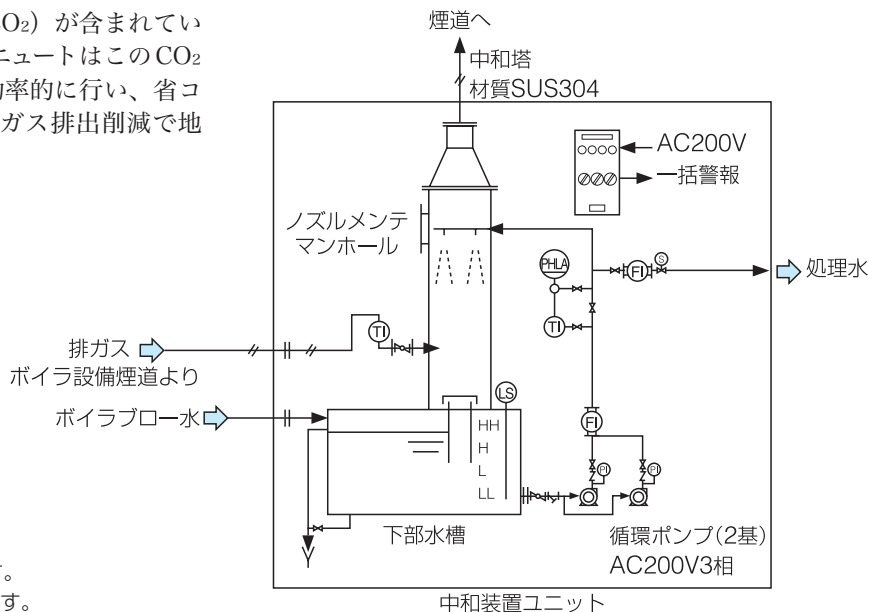 O₂）が含まれてい
ニュートはこのCO₂
率的に行い、省コ
ガス排出削減で地
煙道へ
中和塔
材質SUS304
AC200V
一括警報
ノズルメンテ
マンホール
PHLA
FI
S
処理水
TI
TI
排ガス
ボイラ設備煙道より
ボイラブロー水
LS
HH
H
L
LL
FI
PI
PI
下部水槽
循環ポンプ(2基)
AC200V3相
。
す。
中和装置ユニット